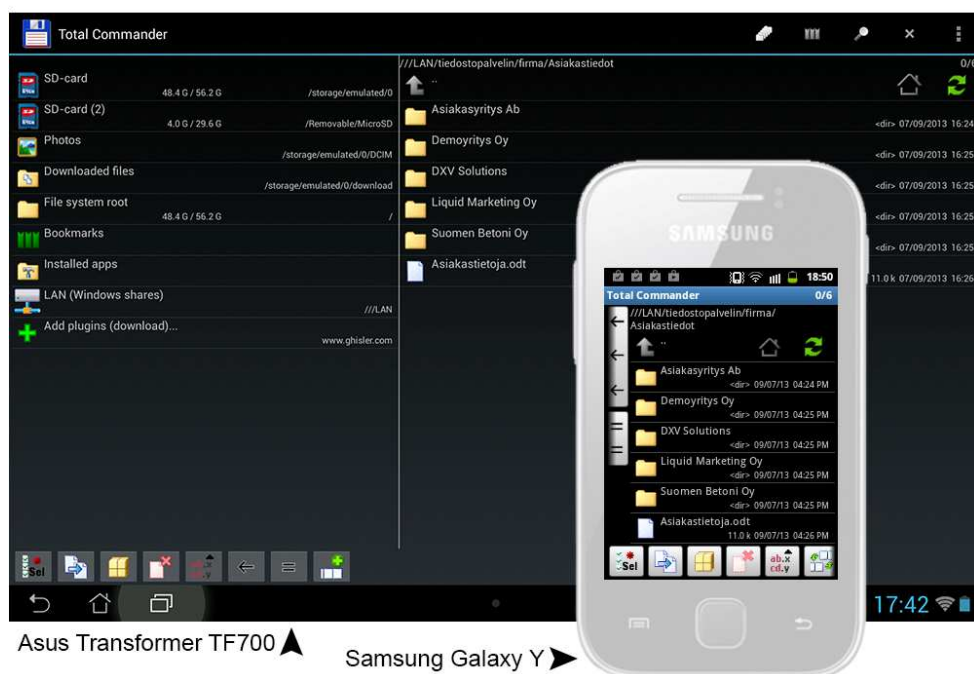 Total Commander
SD-card
48.4 G / 56.2 G /storage/emulated/0
SD-card (2)
4.0 G / 29.6 G /Removable/MicroSD
Photos
/storage/emulated/0/DCIM
Downloaded files
/storage/emulated/0/download
File system root
48.4 G / 56.2 G /
Bookmarks
Installed apps
LAN (Windows shares)
///LAN
Add plugins (download)...
www.ghisler.com
///LAN/tiedostopalvelin/firma/Asiakastiedot 0/6
..
Asiakasyritys Ab
<dir> 07/09/2013 16:24
Demoyritys Oy
<dir> 07/09/2013 16:25
DXV Solutions
<dir> 07/09/2013 16:25
Liquid Marketing Oy
<dir> 07/09/2013 16:25
Suomen Betoni Oy
<dir> 07/09/2013 16:25
Asiakastietoja.odt
11.0 k 07/09/2013 16:26
Sel
17:42
SAMSUNG
18:50
Total Commander 0/6
///LAN/tiedostopalvelin/firma/
Asiakastiedot
..
Asiakasyritys Ab
<dir> 09/07/13 04:24 PM
Demoyritys Oy
<dir> 09/07/13 04:25 PM
DXV Solutions
<dir> 09/07/13 04:25 PM
Liquid Marketing Oy
<dir> 09/07/13 04:25 PM
Suomen Betoni Oy
<dir> 09/07/13 04:25 PM
Asiakastietoja.odt
11.0 k 09/07/13 04:26 PM
Sel ab.x
cd.y
Asus Transformer TF700
Samsung Galaxy Y